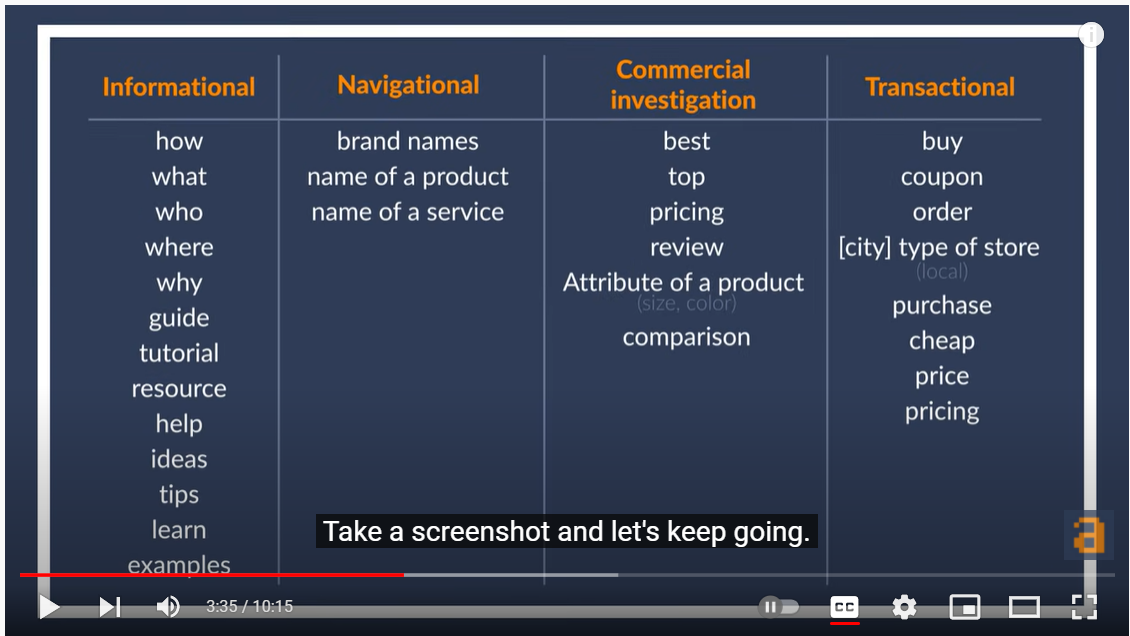 Informational
how
what
who
where
why
guide
tutorial
resource
help
ideas
tips
learn
examples
Navigational
brand names
name of a product
name of a service
Commercial
investigation
best
top
pricing
review
Attribute of a product
(size, color)
comparison
Transactional
buy
coupon
order
[city] type of store
(local)
purchase
cheap
price
pricing
i
a
Take a screenshot and let's keep going.
3:35 / 10:15
CC